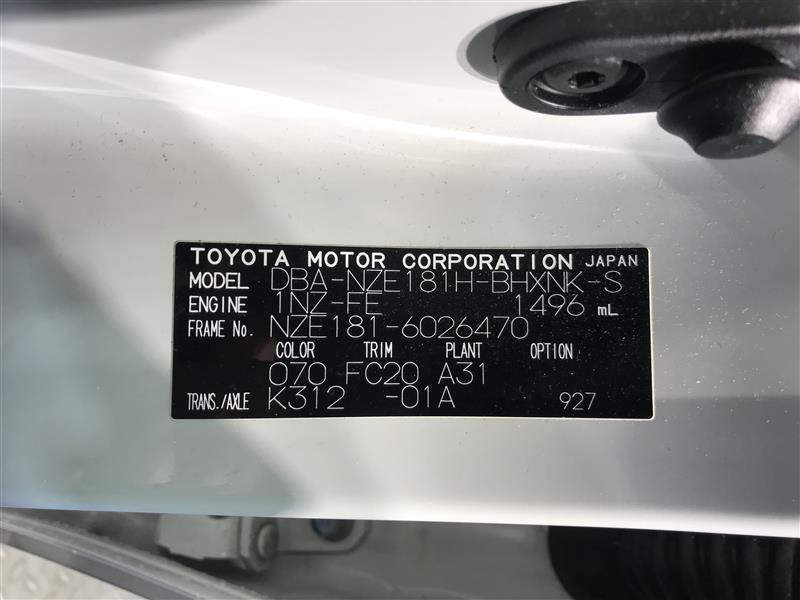 TOYOTA MOTOR CORPORATION JAPAN
MODEL DBA-NZE181H-BHXNK-S
ENGINE 1NZ-FE 1496 mL
FRAME No. NZE181-6026470
COLOR TRIM PLANT OPTION
070 FC20 A31
TRANS./AXLE K312 -01A 927